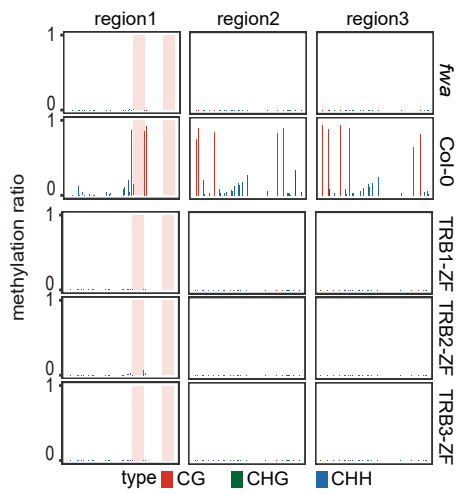 region1 region2 region3
1
0
fwa
1
0
Col-0
1
0
TRB1-ZF
1
0
TRB2-ZF
1
0
TRB3-ZF
methylation ratio
type CG CHG CHH